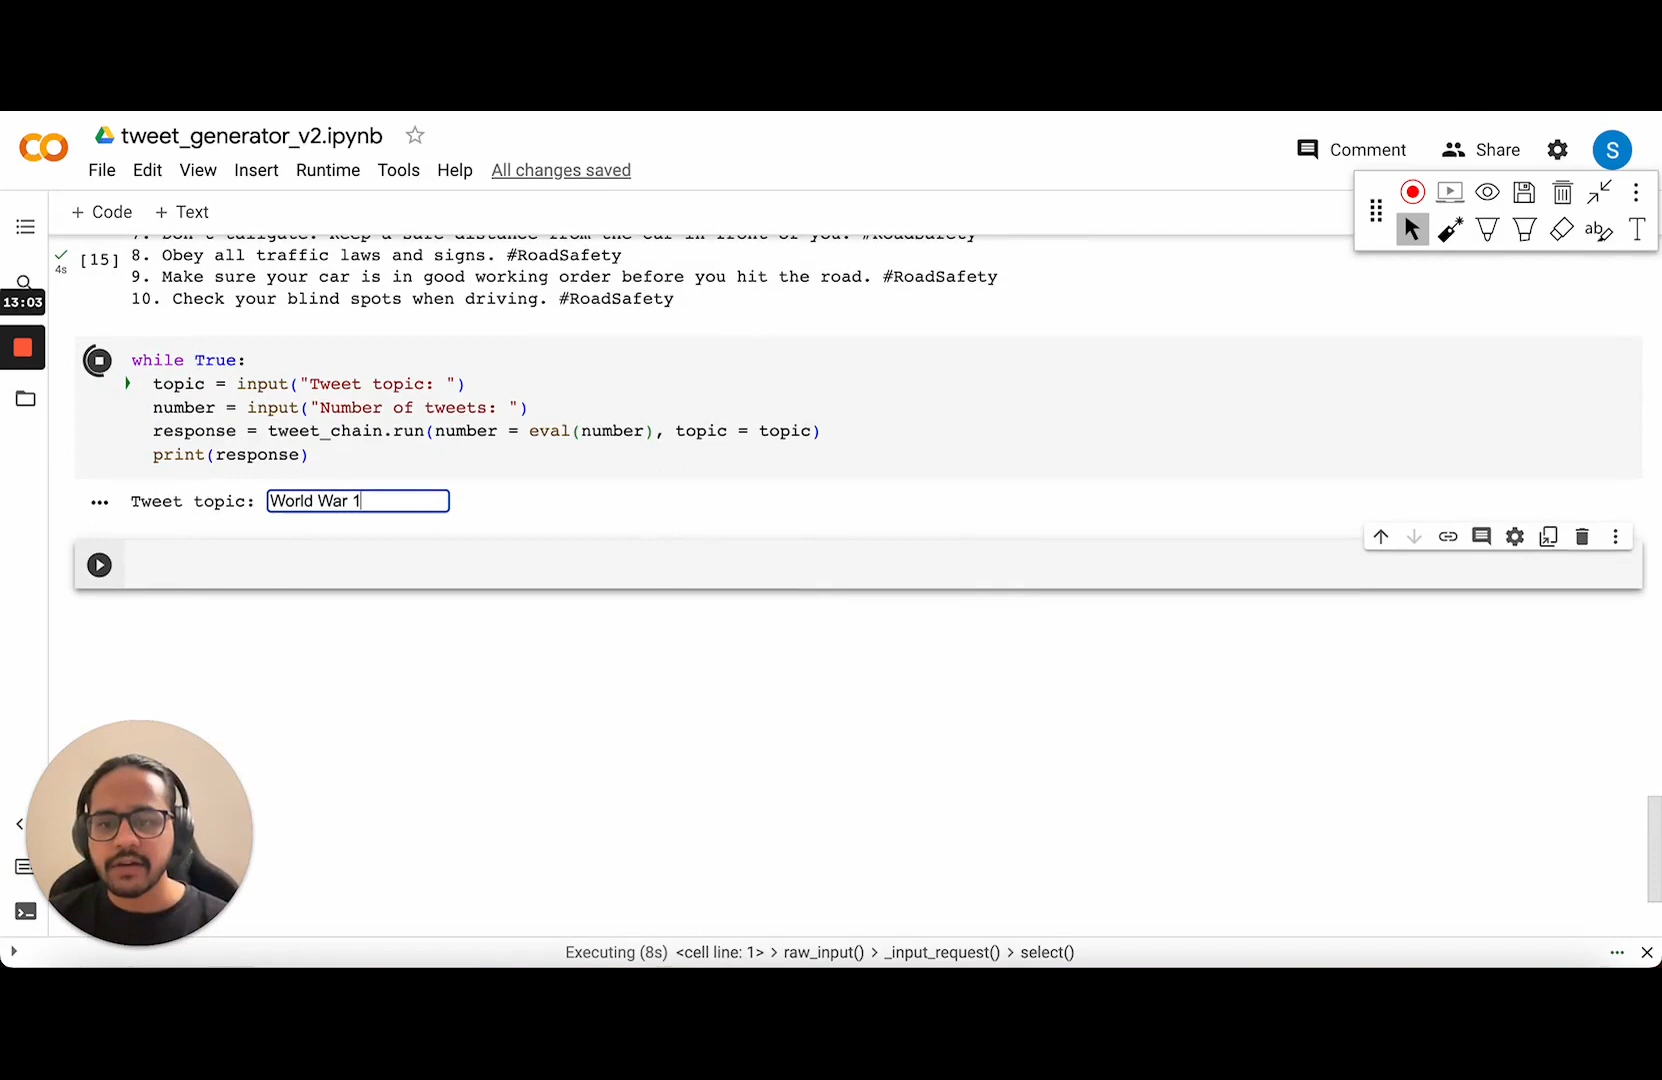 tweet_generator_v2.ipynb
Comment Share S
File Edit View Insert Runtime Tools Help All changes saved
+ Code + Text
7. Don't tailgate. Keep a safe distance from the car in front of you. #RoadSafety
[15] 8. Obey all traffic laws and signs. #RoadSafety
4s
9. Make sure your car is in good working order before you hit the road. #RoadSafety
13:03
10. Check your blind spots when driving. #RoadSafety
while True:
topic = input("Tweet topic: ")
number = input("Number of tweets: ")
response = tweet_chain.run(number = eval(number), topic = topic)
print(response)
Tweet topic: World War 1
Executing (8s) <cell line: 1> > raw_input() > _input_request() > select()